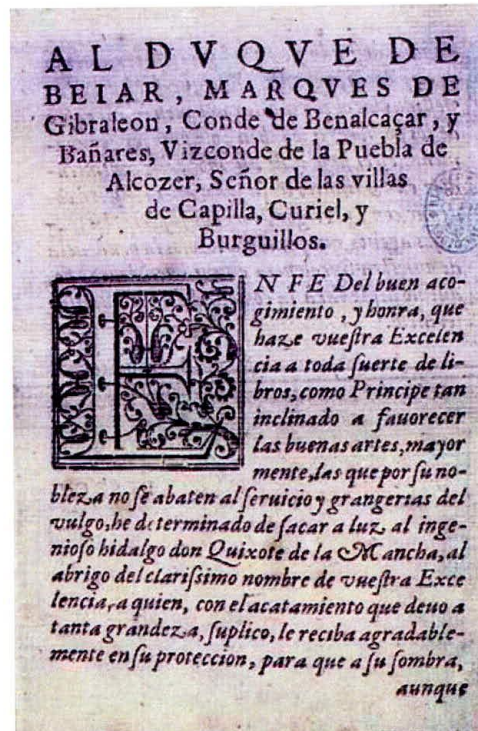 AL DVQVE DE
BEIAR, MARQVES DE
Gibraleon, Conde de Benalcaçar, y
Bañares, Vizconde de la Puebla de
Alcozer, Señor de las villas
de Capilla, Curiel, y
Burguillos.
EN FE Del buen aco-
gimiento, y honra, que
haze vueſtra Excelen
cia a toda ſuerte de li-
bros, como Principe tan
inclinado a fauorecer
las buenas artes, mayor
mente, las que por ſu no-
bleza no ſe abaten al ſeruicio y grangerias del
vulgo, he determinado de ſacar a luz, al inge-
nioſo hidalgo don Quixote de la Mancha, al
abrigo del clariſsimo nombre de vueſtra Exce
lencia, a quien, con el acatamiento que deuo a
tanta grandeza, ſuplico, le reciba agradable-
mente en ſu proteccion, para que a ſu ſombra,
aunque